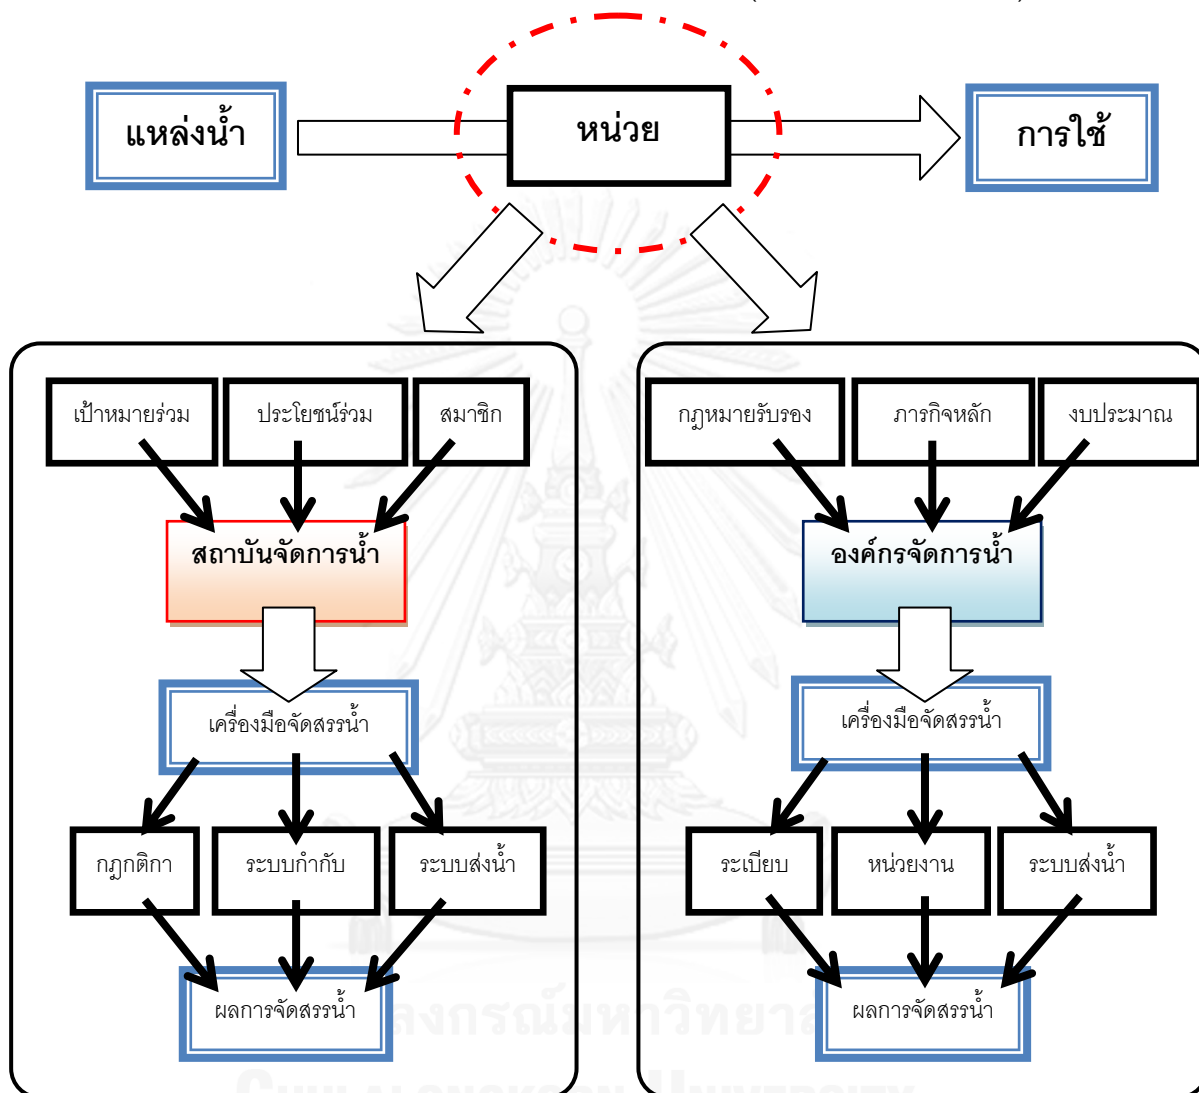 แหล่งน้ำ
หน่วย
การใช้
เป้าหมายร่วม
ประโยชน์ร่วม
สมาชิก
สถาบันจัดการน้ำ
เครื่องมือจัดสรรน้ำ
กฎกติกา
ระบบกำกับ
ระบบส่งน้ำ
ผลการจัดสรรน้ำ
กฎหมายรับรอง
ภารกิจหลัก
งบประมาณ
องค์กรจัดการน้ำ
เครื่องมือจัดสรรน้ำ
ระเบียบ
หน่วยงาน
ระบบส่งน้ำ
ผลการจัดสรรน้ำ